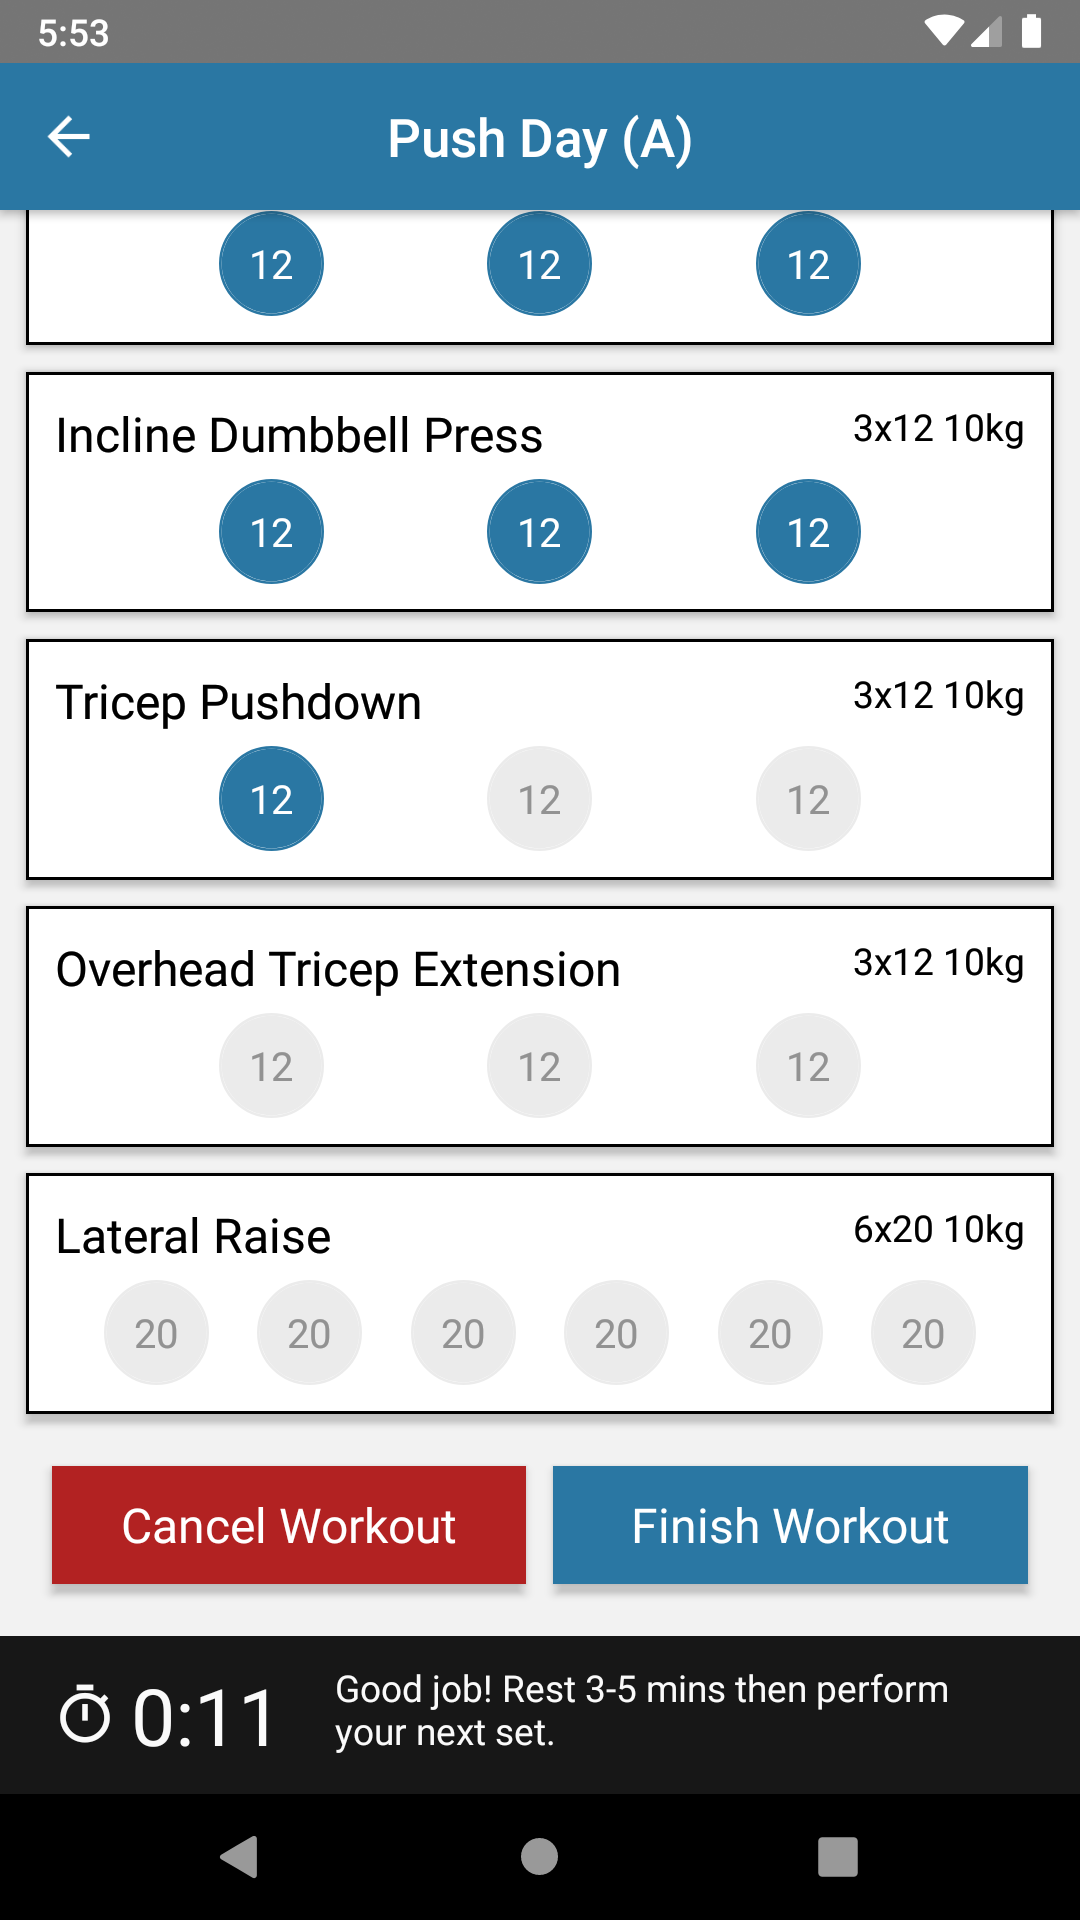 5:53
Push Day (A)
12 12 12
Incline Dumbbell Press 3x12 10kg
12 12 12
Tricep Pushdown 3x12 10kg
12 12 12
Overhead Tricep Extension 3x12 10kg
12 12 12
Lateral Raise 6x20 10kg
20 20 20 20 20 20
Cancel Workout Finish Workout
0:11
Good job! Rest 3-5 mins then perform
your next set.